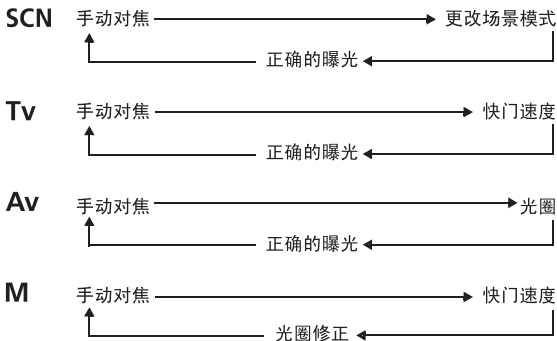 SCN 手动对焦 更改场景模式
正确的曝光
Tv 手动对焦 快门速度
正确的曝光
Av 手动对焦 光圈
正确的曝光
M 手动对焦 快门速度
光圈修正